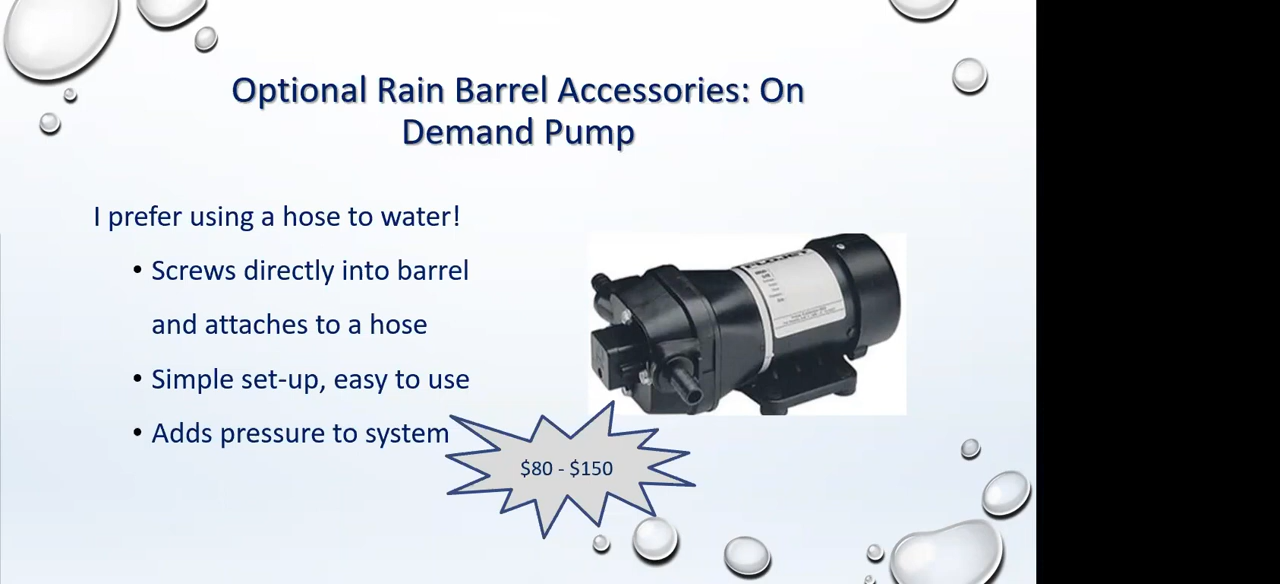 Optional Rain Barrel Accessories: On
Demand Pump
I prefer using a hose to water!
• Screws directly into barrel
and attaches to a hose
• Simple set-up, easy to use
• Adds pressure to system
$80 - $150